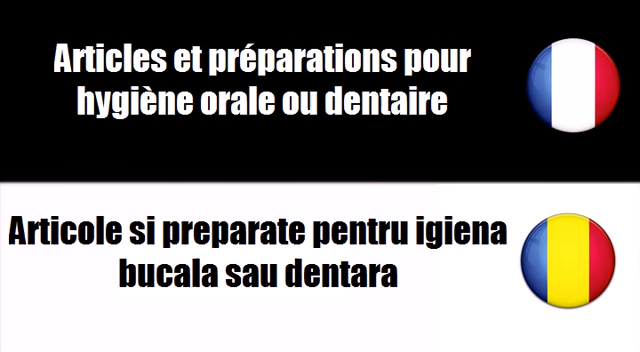 Articles et préparations pour
hygiène orale ou dentaire
Articole si preparate pentru igiena
bucala sau dentara